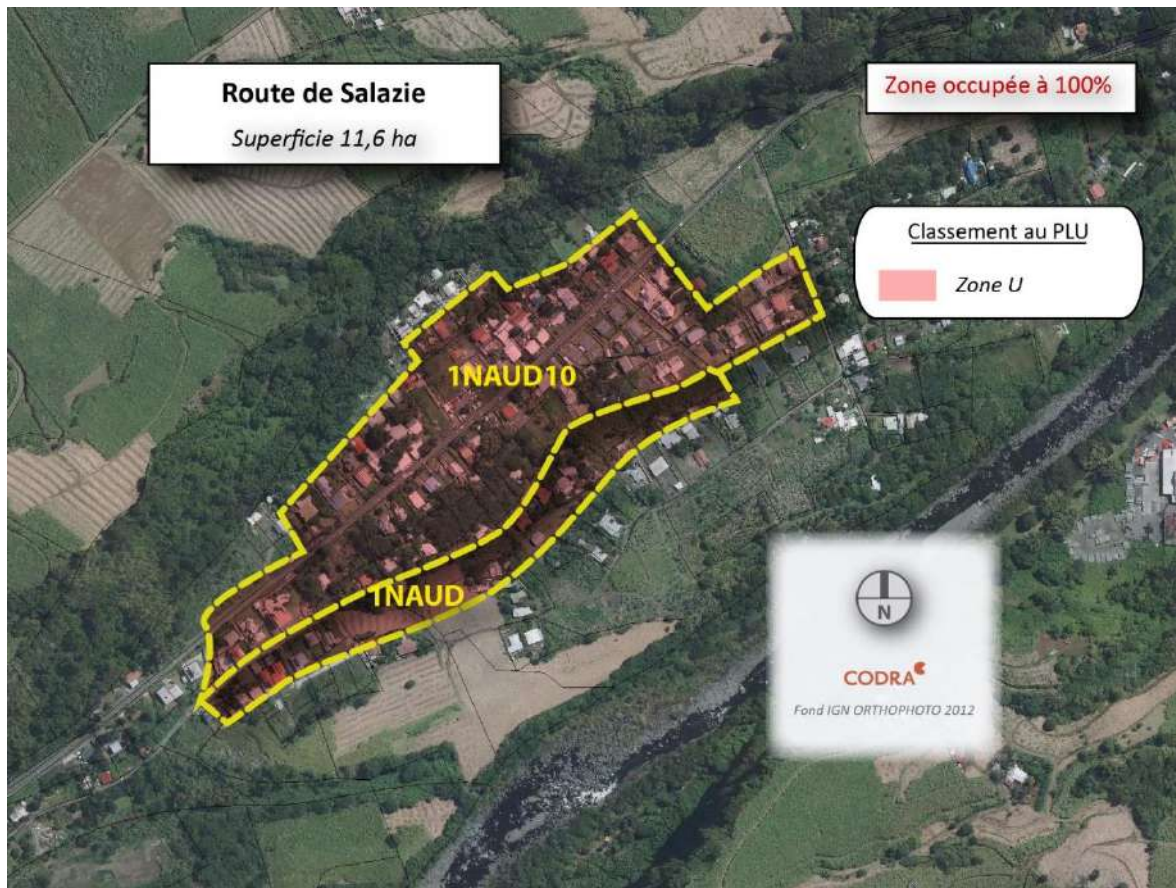 Route de Salazie
Superficie 11,6 ha
Zone occupée à 100%
Classement au PLU
Zone U
1NAUD10
1NAUD
N
CODRA
Fond IGN ORTHOPHOTO 2012